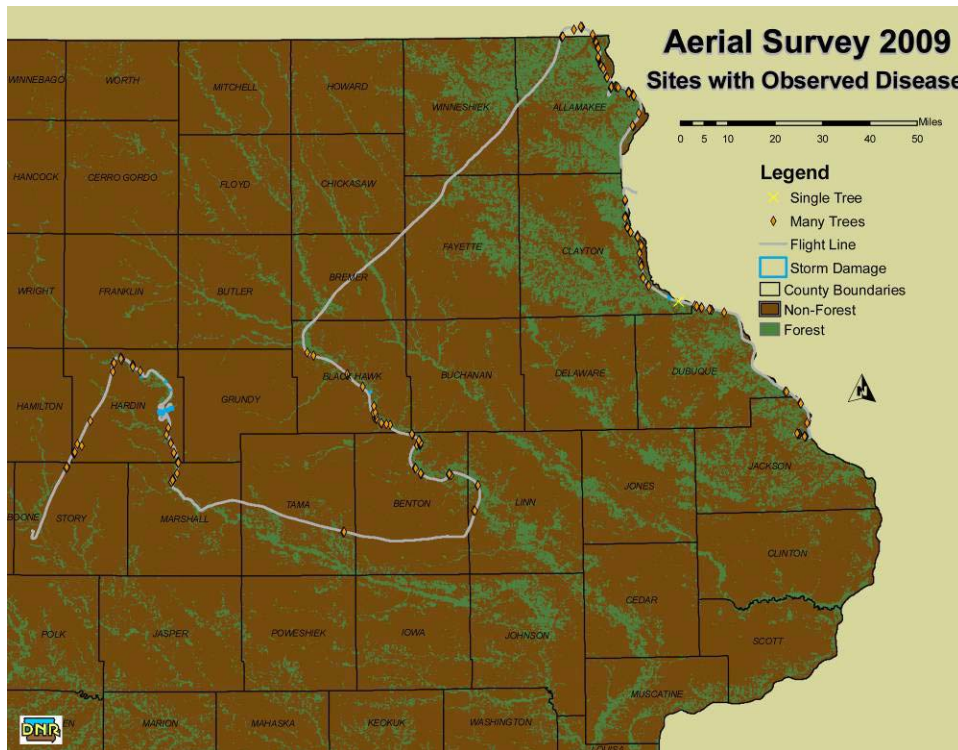 Aerial Survey 2009
Sites with Observed Disease
Miles
0 5 10 20 30 40 50
Legend
Single Tree
Many Trees
Flight Line
Storm Damage
County Boundaries
Non-Forest
Forest
WINNEBAGO
WORTH
MITCHELL
HOWARD
WINNESHIEK
ALLAMAKEE
HANCOCK
CERRO GORDO
FLOYD
CHICKASAW
FAYETTE
CLAYTON
WRIGHT
FRANKLIN
BUTLER
BREMER
HAMILTON
HARDIN
GRUNDY
BLACK HAWK
BUCHANAN
DELAWARE
DUBUQUE
BOONE
STORY
MARSHALL
TAMA
BENTON
LINN
JONES
JACKSON
CLINTON
POLK
JASPER
POWESHIEK
IOWA
JOHNSON
CEDAR
SCOTT
MUSCATINE
EN
MARION
MAHASKA
KEOKUK
WASHINGTON
LOUISA
DNR